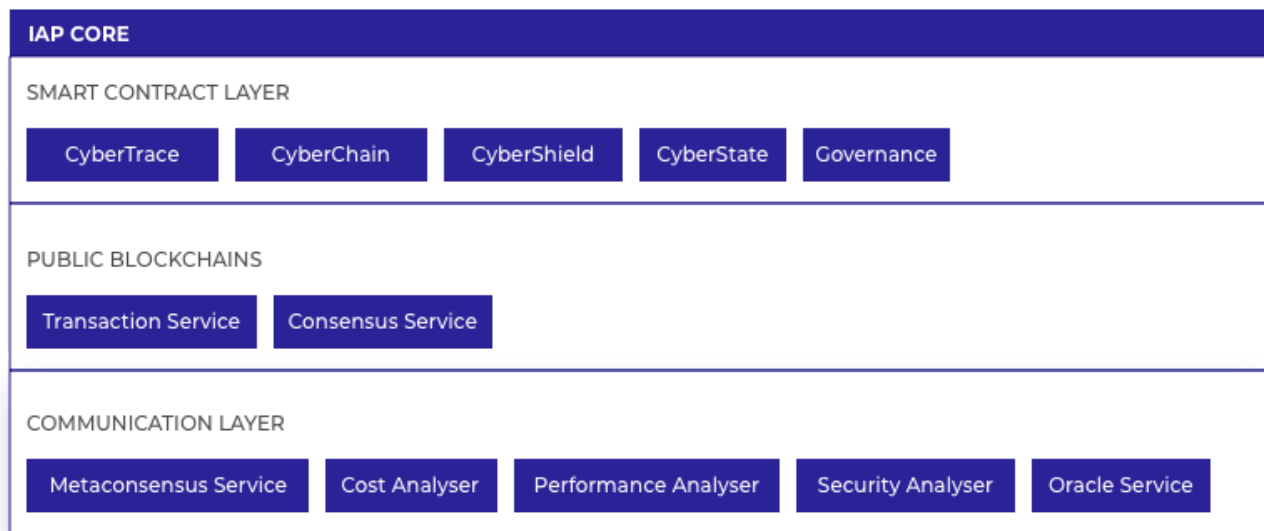 IAP CORE
SMART CONTRACT LAYER
CyberTrace CyberChain CyberShield CyberState Governance
PUBLIC BLOCKCHAINS
Transaction Service Consensus Service
COMMUNICATION LAYER
Metaconsensus Service Cost Analyser Performance Analyser Security Analyser Oracle Service